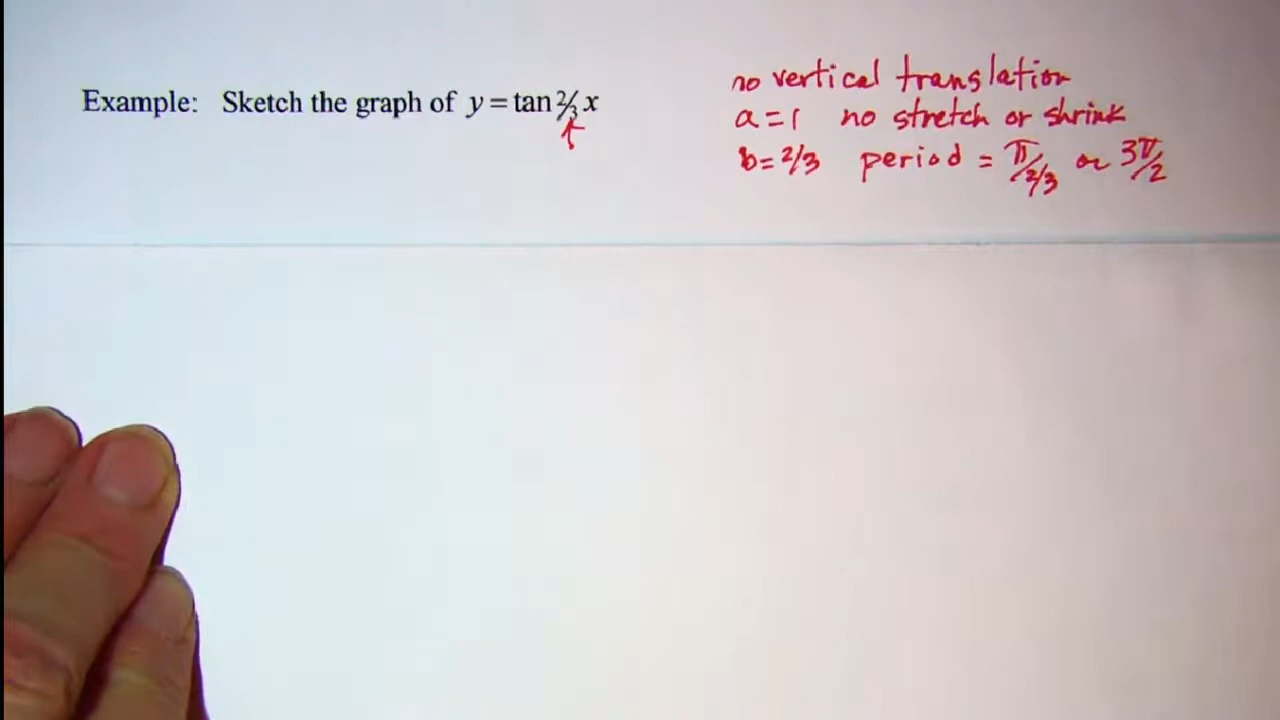 Example: Sketch the graph of y = tan 2/3 x
no vertical translation
a = 1 no stretch or shrink
b = 2/3 period = π/2/3 or 3π/2